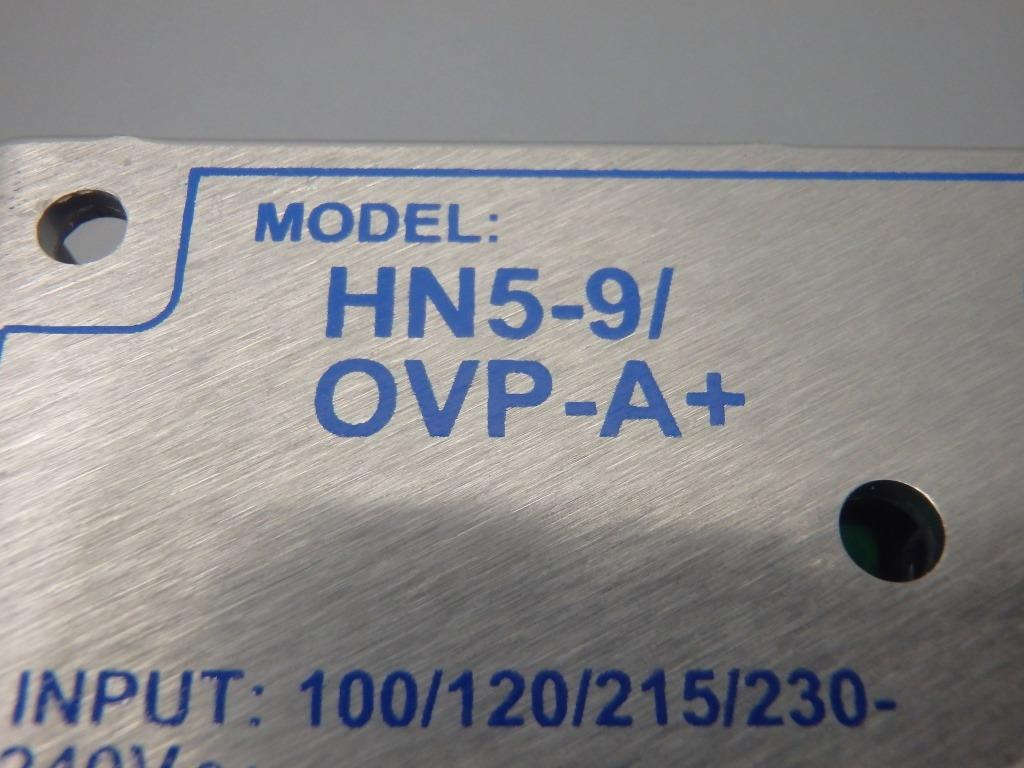 MODEL:
HN5-9/
OVP-A+
INPUT: 100/120/215/230-